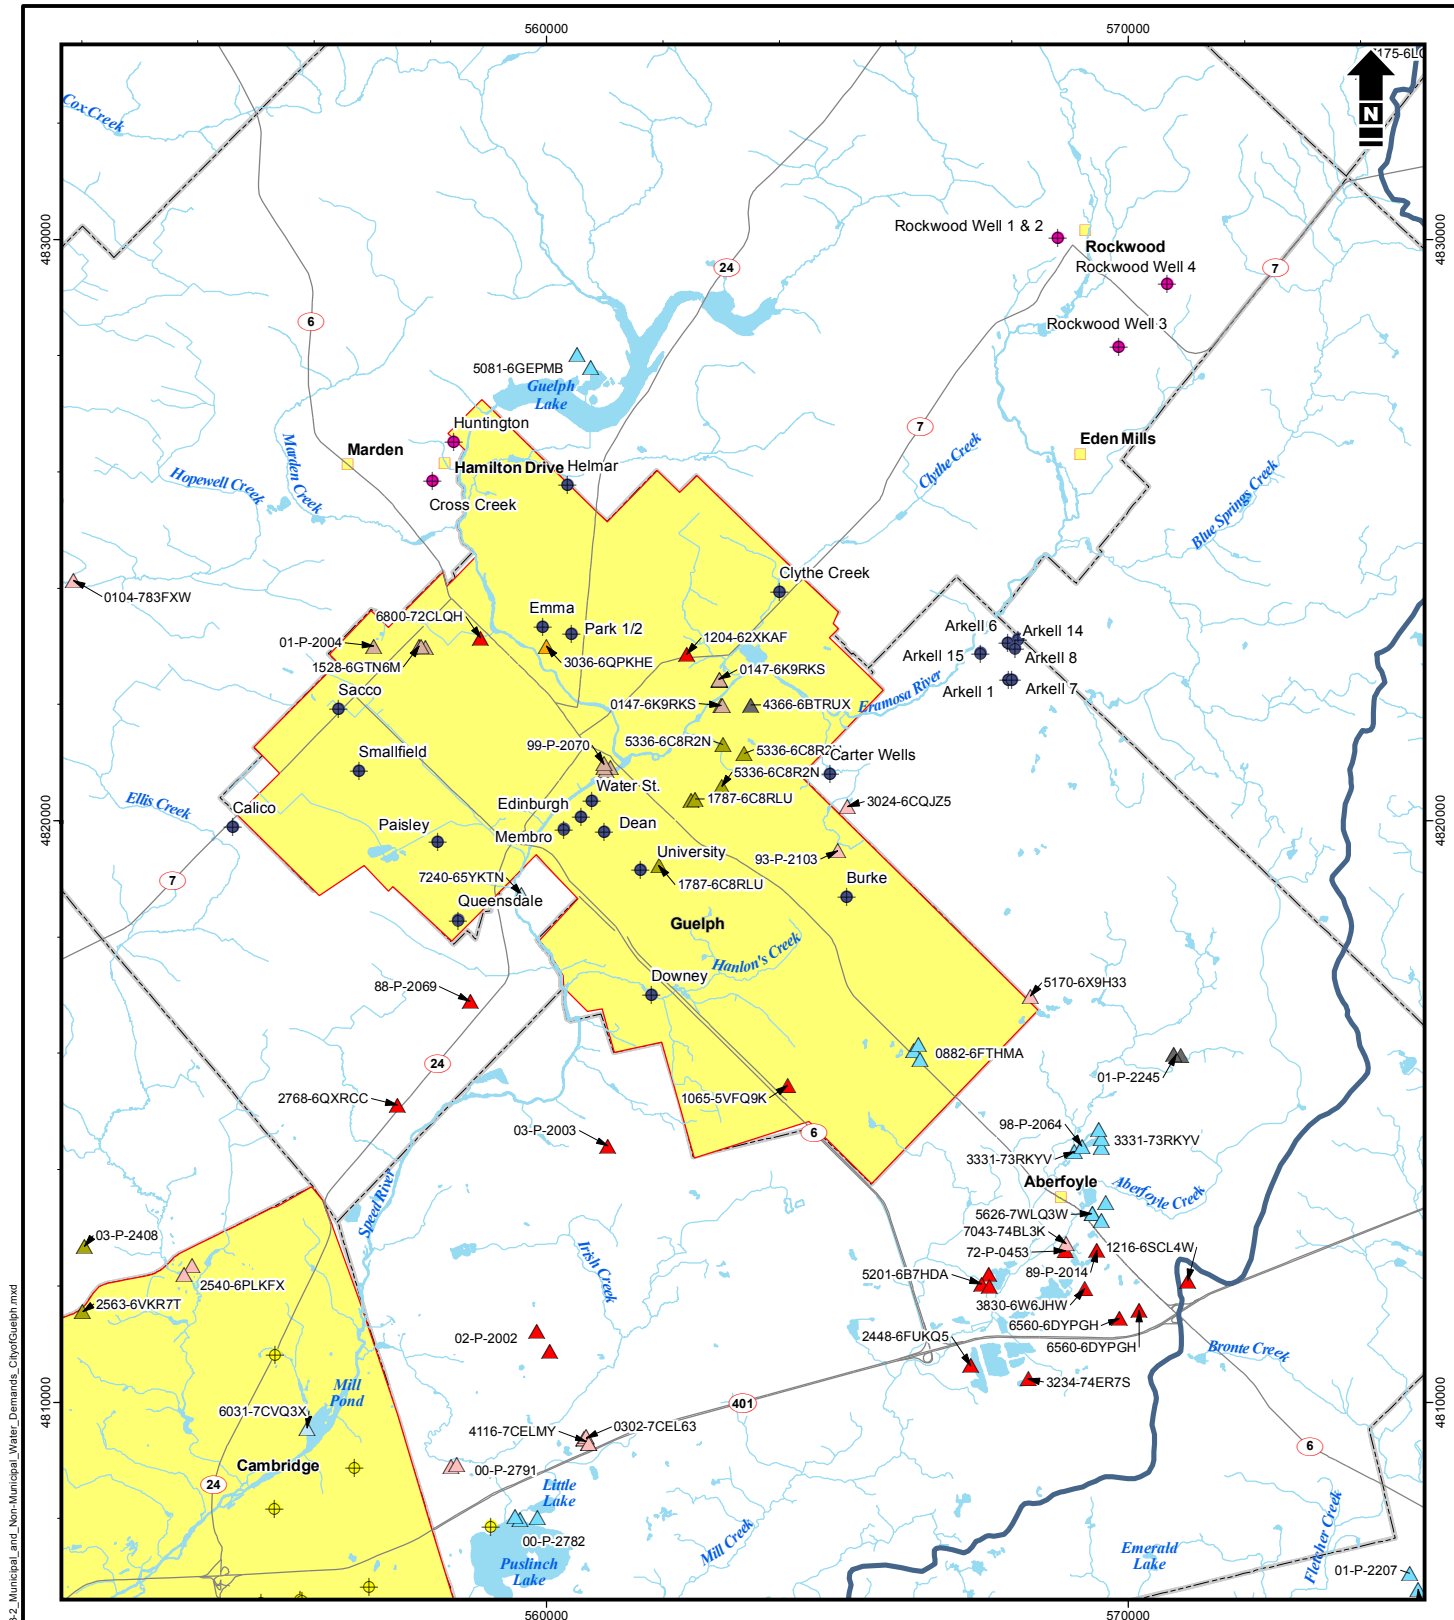 560000
570000
175-6L
Cox Creek
N
Rockwood Well 1 & 2
Rockwood
4830000
4830000
Rockwood Well 4
24
7
6
Rockwood Well 3
5081-6GEPMB
Guelph
Lake
Huntington
7
Marden
Hamilton Drive
Helmar
Eden Mills
Marden Creek
Hopewell Creek
Clythe Creek
Blue Springs Creek
Cross Creek
0104-783FXW
Clythe Creek
Emma
6800-72CLQH
Park 1/2
01-P-2004
1204-62XKAF
Arkell 6
Arkell 14
1528-6GTN6M
3036-6QPKHE
0147-6K9RKS
Arkell 15
Arkell 8
Sacco
0147-6K9RKS
4366-6BTRUX
Eramosa River
Arkell 1
Arkell 7
99-P-2070
5336-6C8R2N
5336-6C8R2N
Carter Wells
Smallfield
5336-6C8R2N
Water St.
1787-6C8RLU
3024-6CQJZ5
Ellis Creek
Calico
Edinburgh
4820000
4820000
Paisley
Membro
Dean
University
93-P-2103
7
7240-65YKTN
1787-6C8RLU
Burke
Queensdale
Guelph
Hanlon's Creek
Downey
88-P-2069
5170-6X9H33
24
0882-6FTHMA
01-P-2245
2768-6QXRCC
1065-5VFQ9K
98-P-2064
03-P-2003
6
3331-73RKYV
3331-73RKYV
Aberfoyle
Aberfoyle Creek
Speed River
5626-7WLQ3W
03-P-2408
7043-74BL3K
72-P-0453
1216-6SCL4W
Irish Creek
89-P-2014
2540-6PLKFX
5201-6B7HDA
2563-6VKR7T
3830-6W6JHW
6560-6DYPGH
02-P-2002
2448-6FUKQ5
6560-6DYPGH
Bronte Creek
3234-74ER7S
Mill
Pond
6031-7CVQ3X
401
4810000
4810000
4116-7CELMY
0302-7CEL63
6
Cambridge
00-P-2791
24
Little
Lake
00-P-2782
Mill Creek
Fletcher Creek
Emerald
Lake
Puslinch
Lake
01-P-2207
560000
570000
-2_Municipal_and_Non-Municipal_Water_Demands_CityofGuelph.mxd